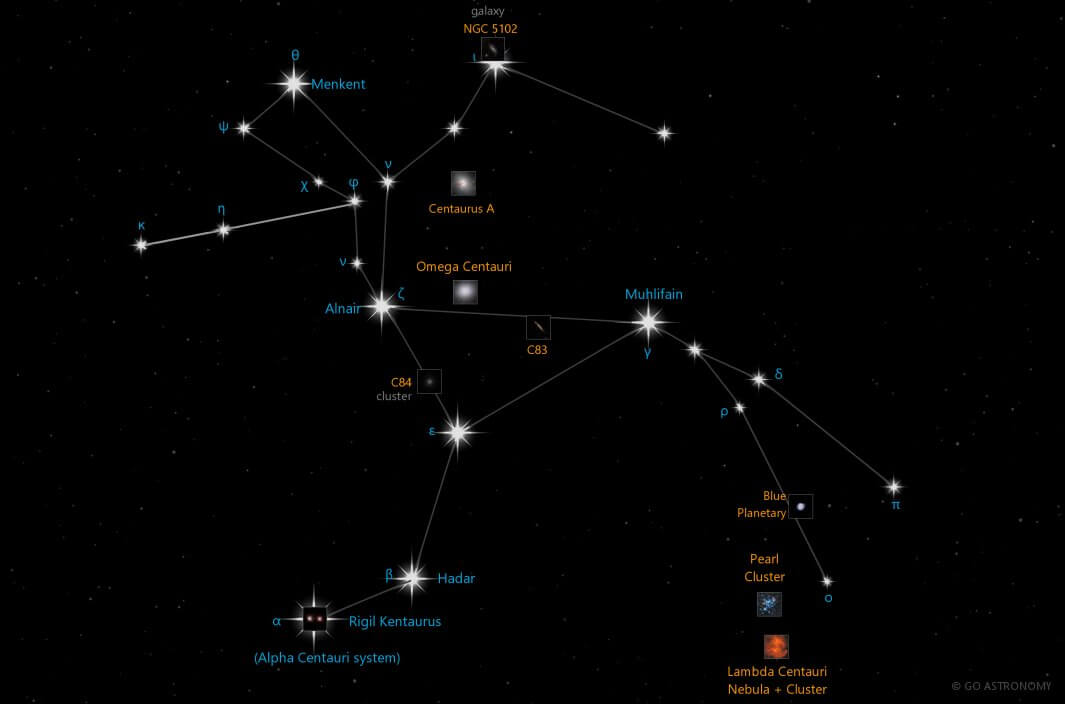 galaxy
NGC 5102
θ
ι
Menkent
ψ
ν
χ
φ
Centaurus A
κ
η
ν
Omega Centauri
ζ
Alnair
Muhlifain
γ
C83
C84
cluster
δ
ρ
ε
Blue
Planetary
π
Pearl
Cluster
β
Hadar
ο
α
Rigil Kentaurus
(Alpha Centauri system)
Lambda Centauri
Nebula + Cluster
© GO ASTRONOMY